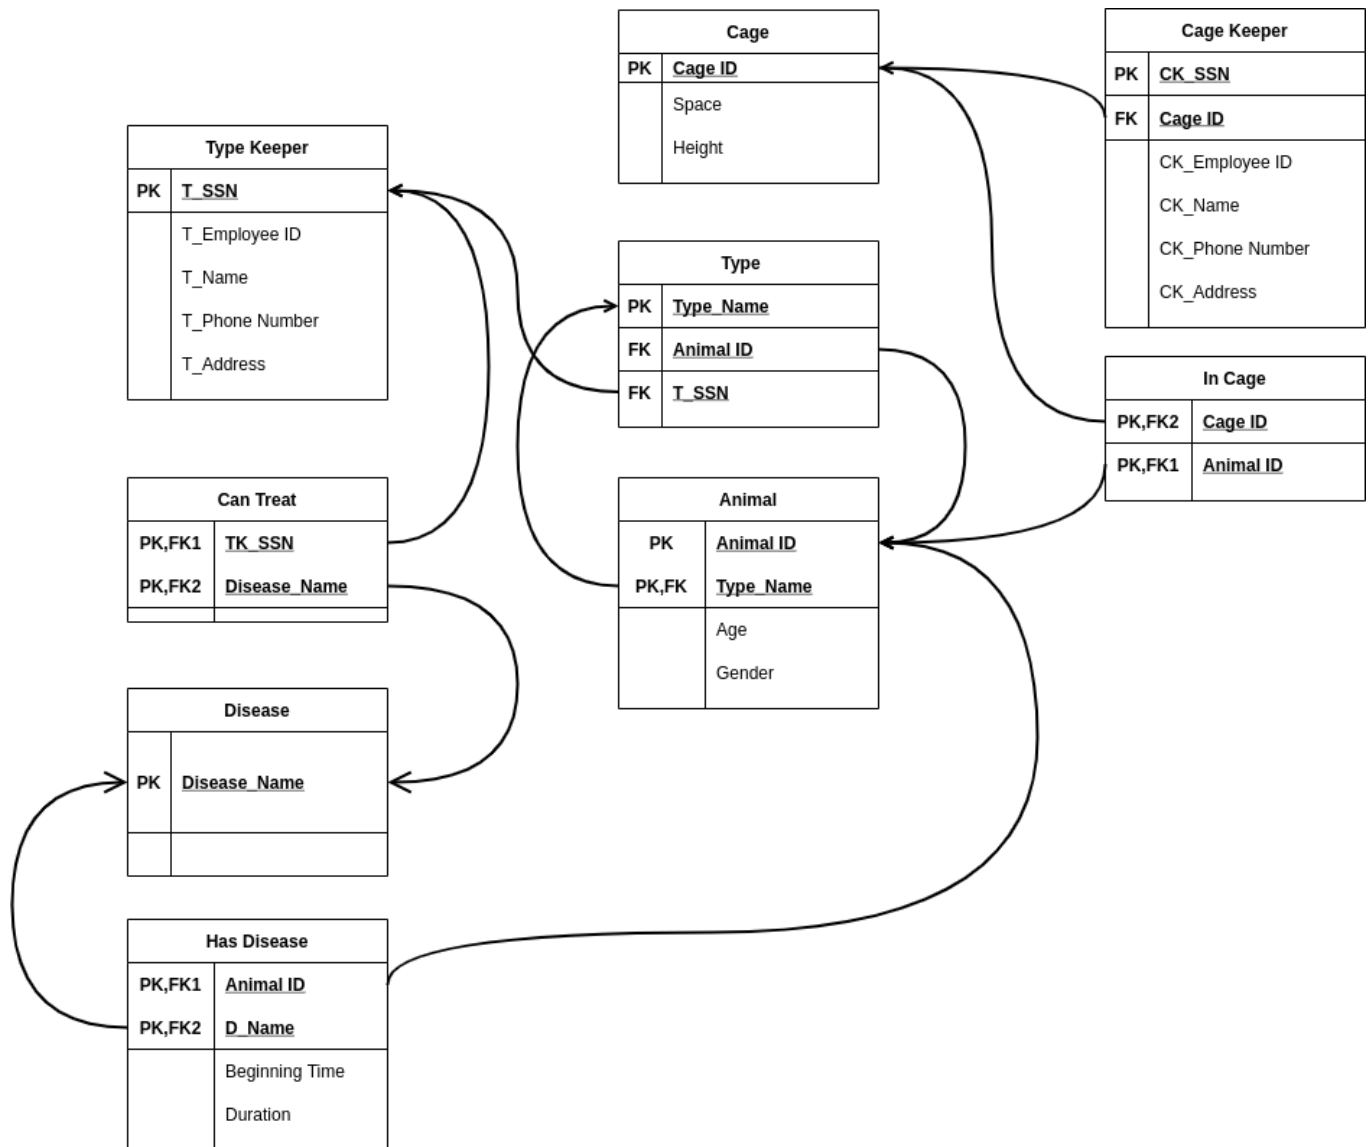 Cage
PK Cage ID
Space
Height
Cage Keeper
PK CK_SSN
FK Cage ID
CK_Employee ID
CK_Name
CK_Phone Number
CK_Address
Type Keeper
PK T_SSN
T_Employee ID
T_Name
T_Phone Number
T_Address
Type
PK Type_Name
FK Animal ID
FK T_SSN
In Cage
PK,FK2 Cage ID
PK,FK1 Animal ID
Can Treat
PK,FK1 TK_SSN
PK,FK2 Disease_Name
Animal
PK Animal ID
PK,FK Type_Name
Age
Gender
Disease
PK Disease_Name
Has Disease
PK,FK1 Animal ID
PK,FK2 D_Name
Beginning Time
Duration